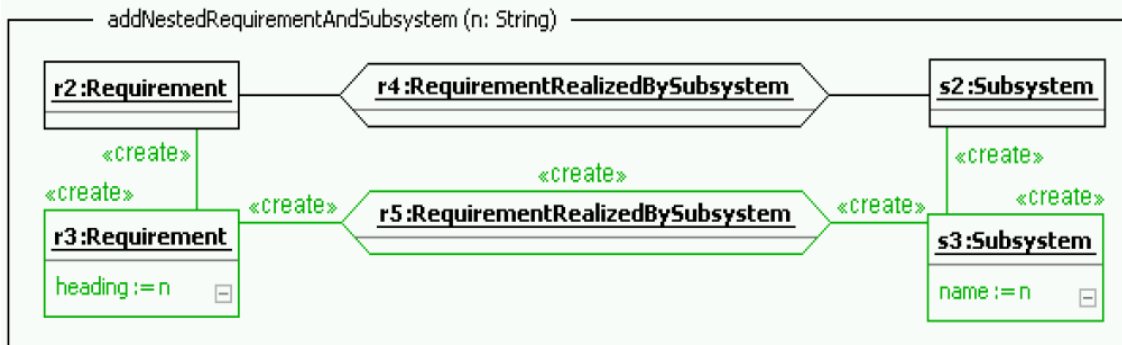 addNestedRequirementAndSubsystem (n: String)
r2:Requirement
r4:RequirementRealizedBySubsystem
s2:Subsystem
«create»
«create»
«create»
«create»
«create»
«create»
«create»
r3:Requirement
r5:RequirementRealizedBySubsystem
s3:Subsystem
heading := n
name := n